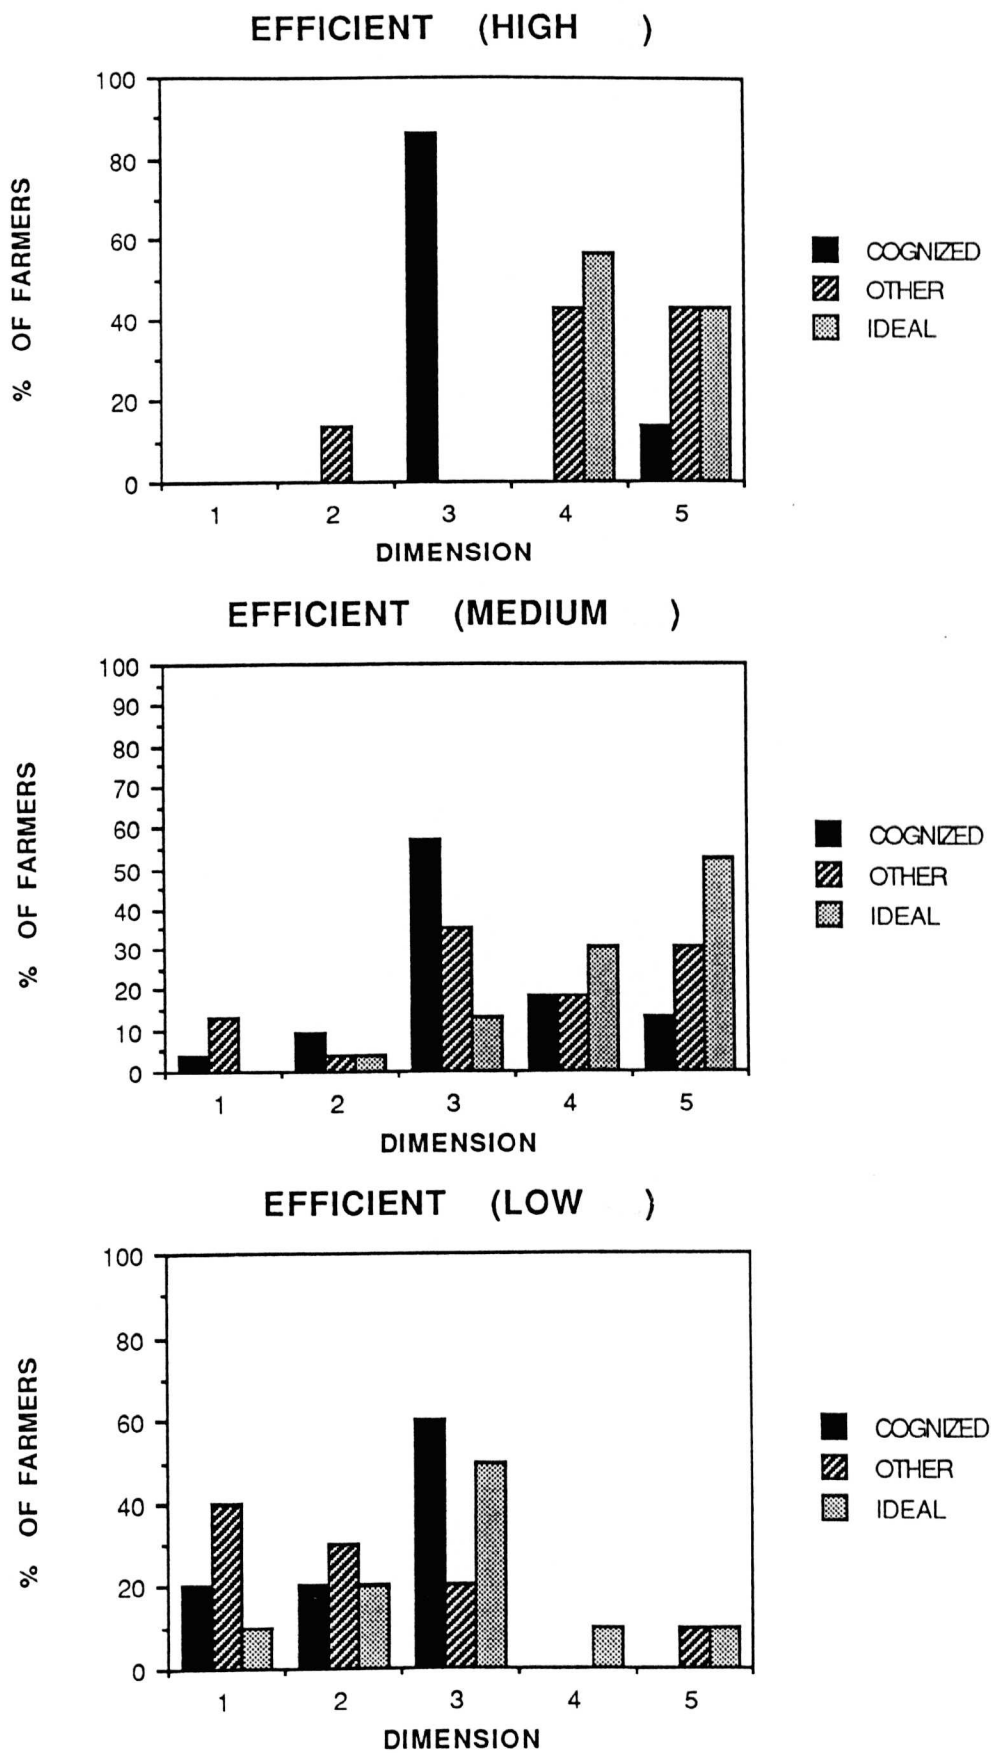 EFFICIENT (HIGH )
100
80
60
40
20
0
% OF FARMERS
1 2 3 4 5
DIMENSION
COGNIZED
OTHER
IDEAL
EFFICIENT (MEDIUM )
100
90
80
70
60
50
40
30
20
10
0
% OF FARMERS
1 2 3 4 5
DIMENSION
COGNIZED
OTHER
IDEAL
EFFICIENT (LOW )
100
80
60
40
20
0
% OF FARMERS
1 2 3 4 5
DIMENSION
COGNIZED
OTHER
IDEAL